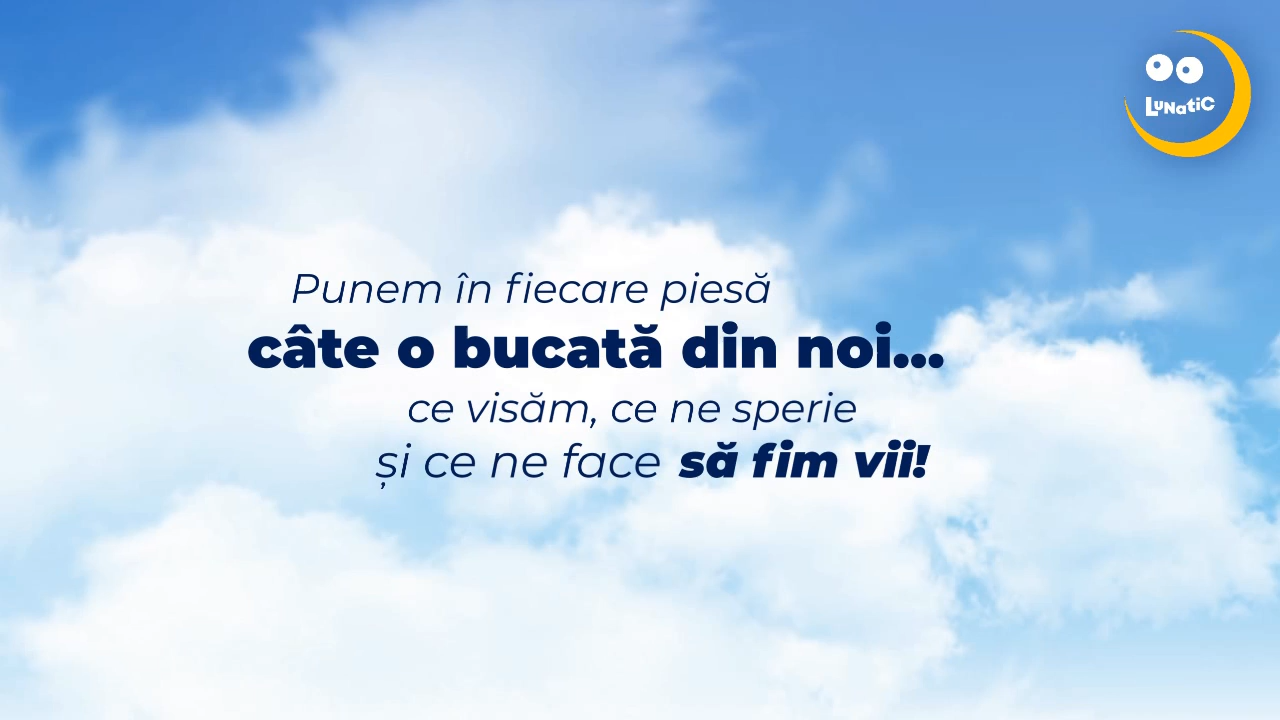 LUNatiC
Punem în fiecare piesă
câte o bucată din noi...
ce visăm, ce ne sperie
și ce ne face să fim vii!